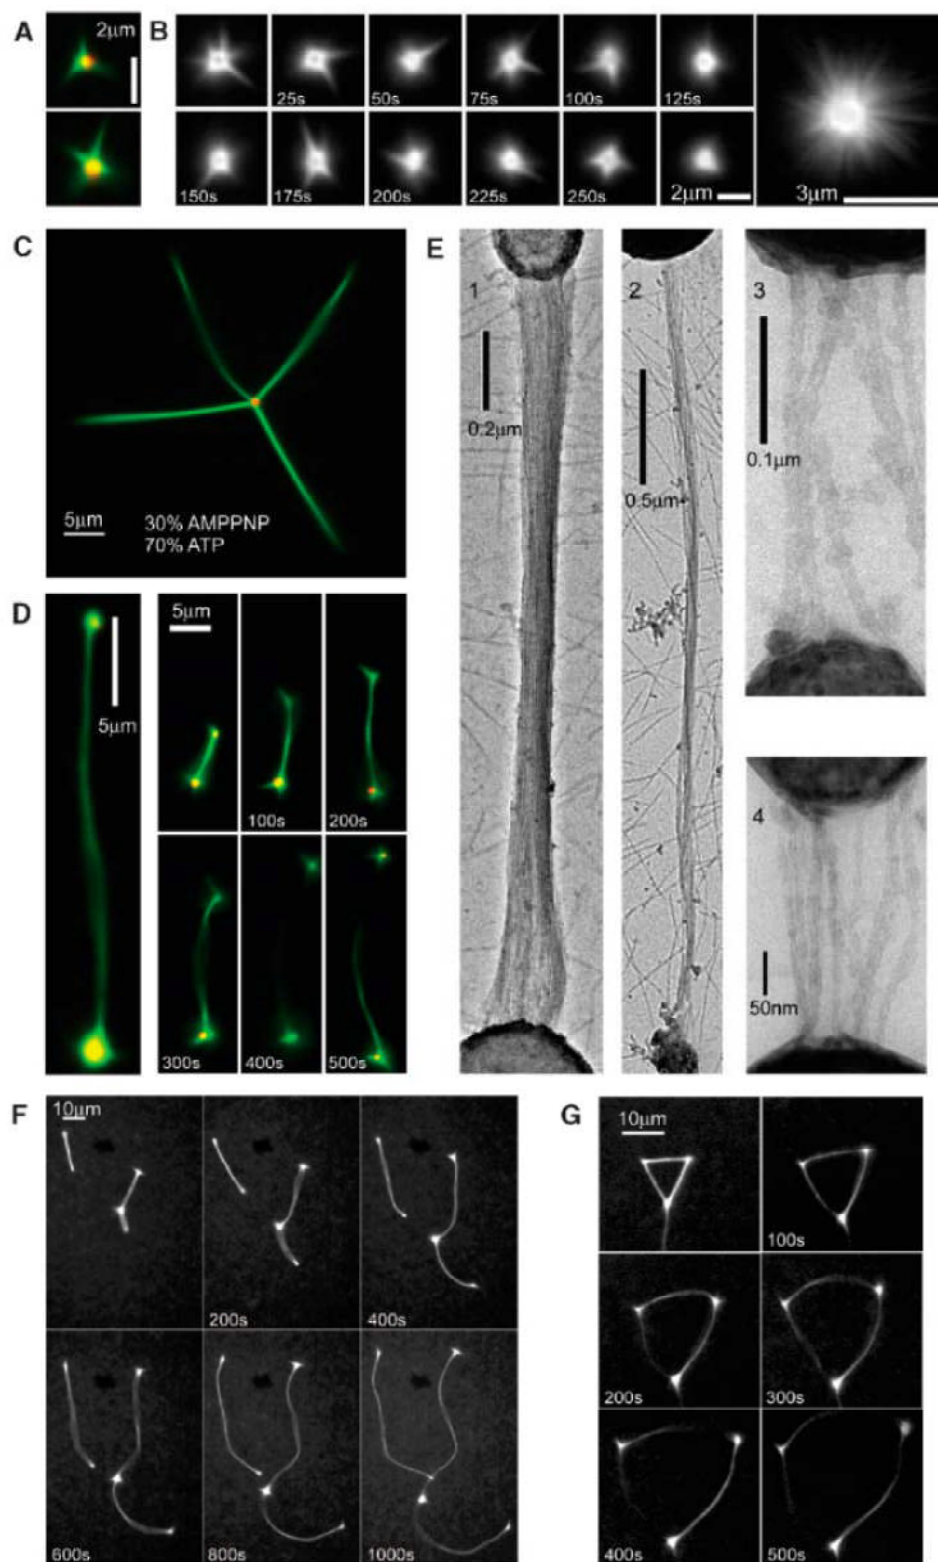 A
2μm
B
25s
50s
75s
100s
125s
150s
175s
200s
225s
250s
2μm
3μm
C
5μm
30% AMPPNP
70% ATP
D
5μm
5μm
100s
200s
300s
400s
500s
E
1
0.2μm
2
0.5μm
3
0.1μm
4
50nm
F
10μm
200s
400s
600s
800s
1000s
G
10μm
100s
200s
300s
400s
500s